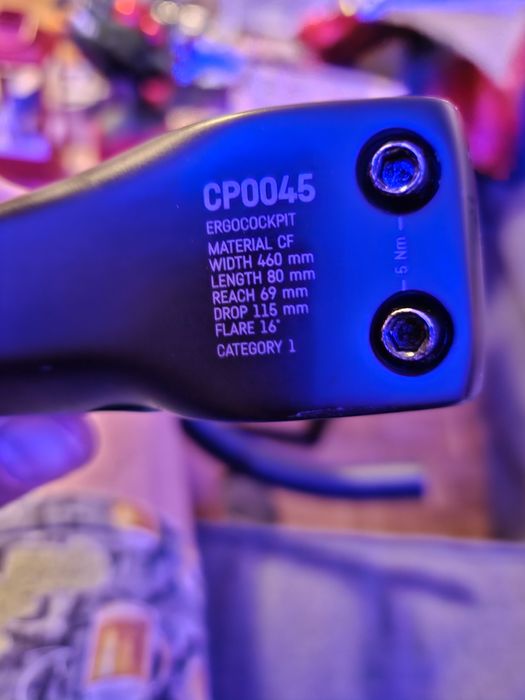 CP0045
ERGOCOCKPIT
MATERIAL CF
WIDTH 460 mm
LENGTH 80 mm
REACH 69 mm
DROP 115 mm
FLARE 16°
CATEGORY 1
5 Nm